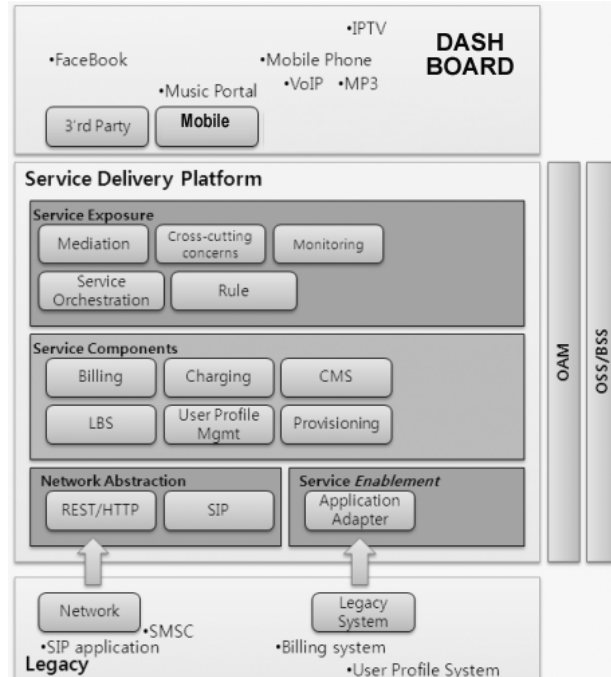 •IPTV
DASH
BOARD
•FaceBook
•Mobile Phone
•VoIP •MP3
•Music Portal
3'rd Party
Mobile
Service Delivery Platform
Service Exposure
Mediation
Cross-cutting
concerns
Monitoring
Service
Orchestration
Rule
Service Components
Billing
Charging
CMS
LBS
User Profile
Mgmt
Provisioning
Network Abstraction
REST/HTTP
SIP
Service Enablement
Application
Adapter
OAM
OSS/BSS
Network
•SMSC
•SIP application
Legacy
System
•Billing system
•User Profile System
Legacy